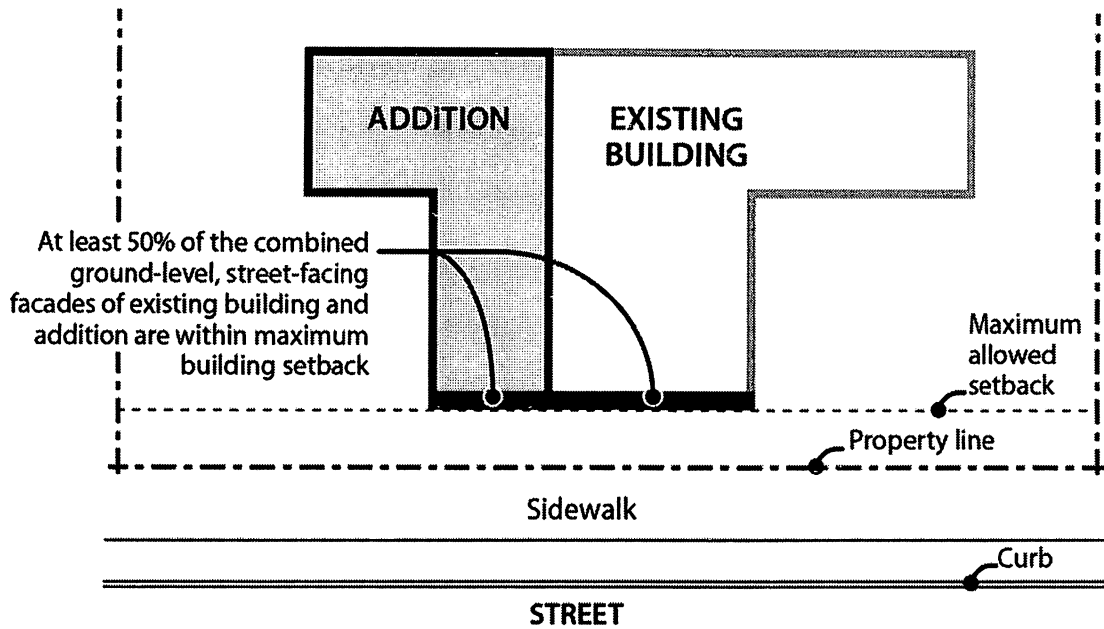 ADDITION
EXISTING
BUILDING
At least 50% of the combined
ground-level, street-facing
facades of existing building and
addition are within maximum
building setback
Maximum
allowed
setback
Property line
Sidewalk
Curb
STREET